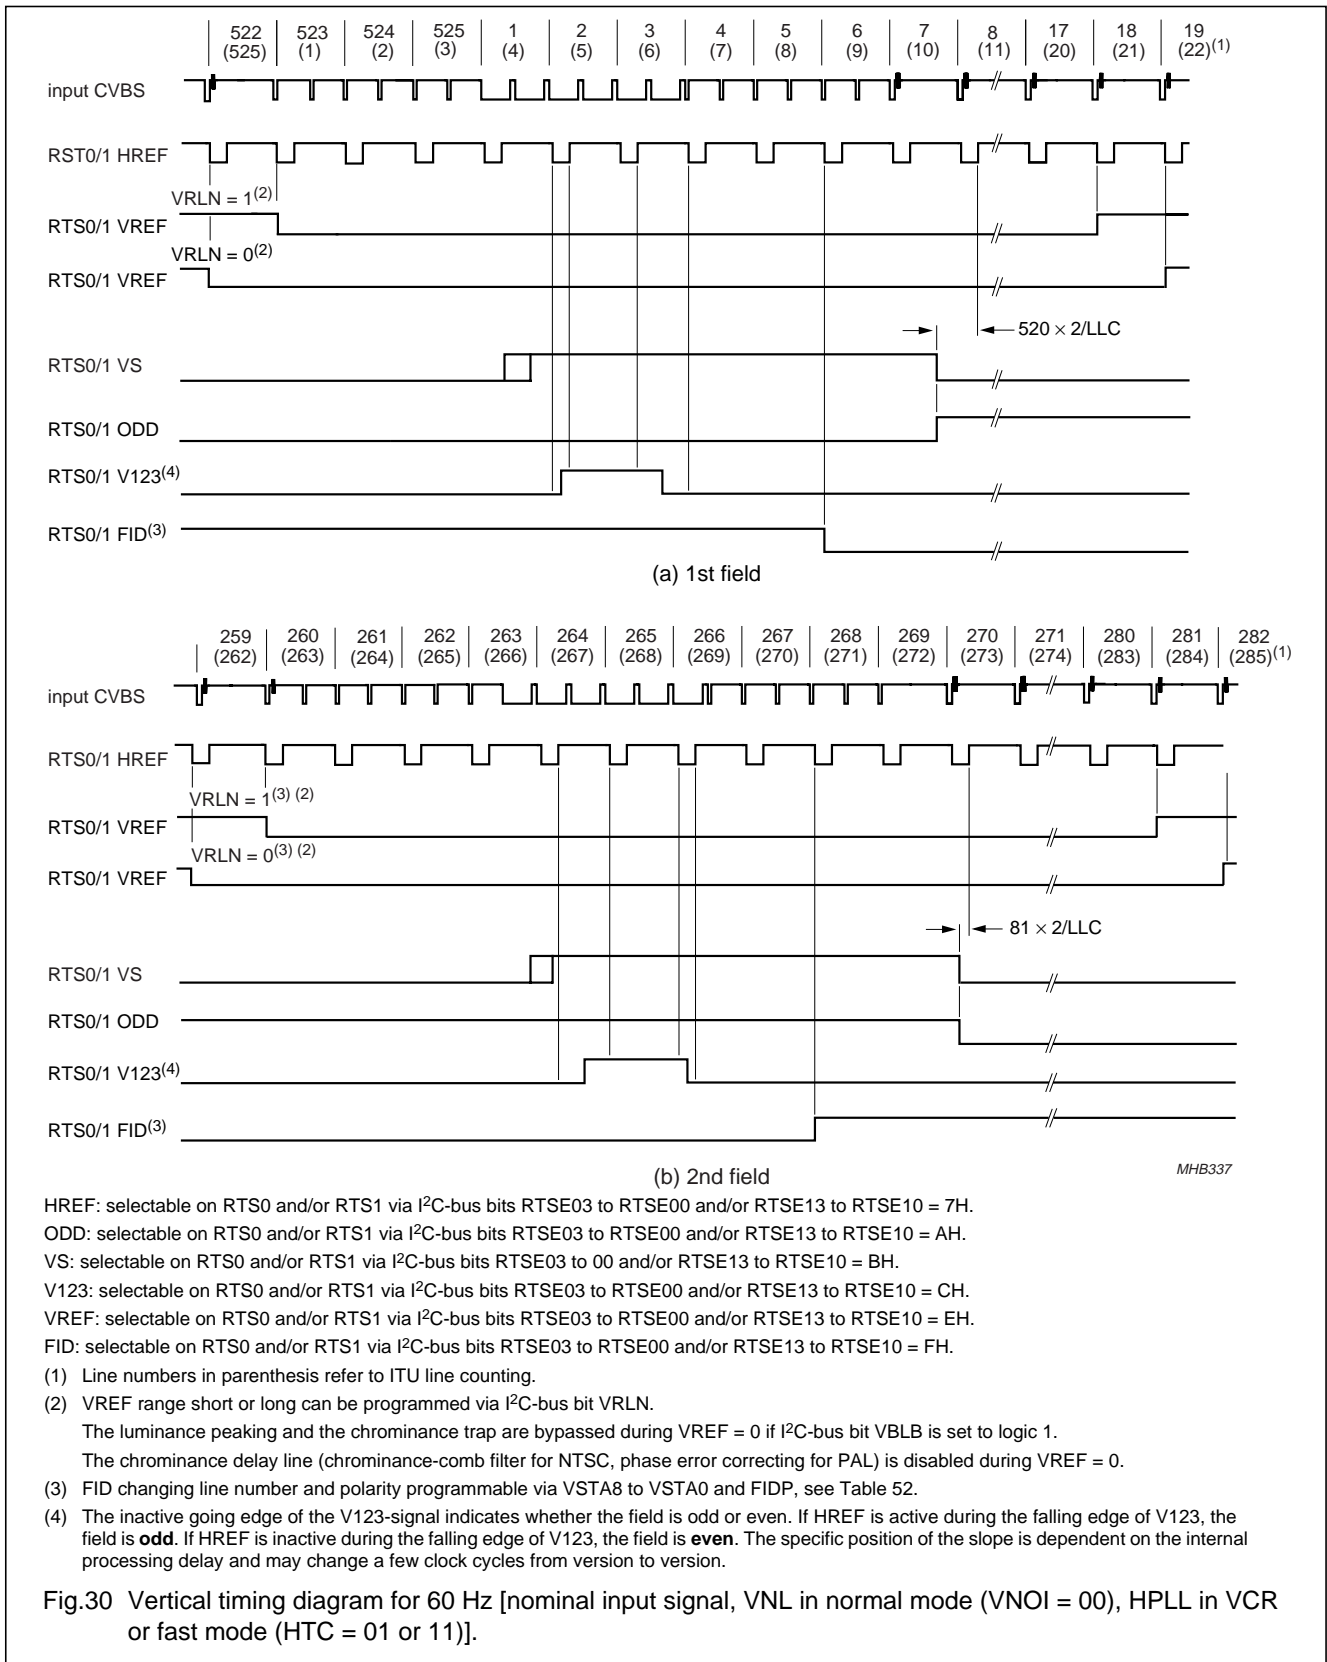 522 523 524 525 1 2 3 4 5 6 7 8 17 18 19
(525) (1) (2) (3) (4) (5) (6) (7) (8) (9) (10) (11) (20) (21) (22)(1)
input CVBS
RST0/1 HREF
VRLN = 1(2)
RTS0/1 VREF
VRLN = 0(2)
RTS0/1 VREF
520 × 2/LLC
RTS0/1 VS
RTS0/1 ODD
RTS0/1 V123(4)
RTS0/1 FID(3)
(a) 1st field
259 260 261 262 263 264 265 266 267 268 269 270 271 280 281 282
(262) (263) (264) (265) (266) (267) (268) (269) (270) (271) (272) (273) (274) (283) (284) (285)(1)
input CVBS
RTS0/1 HREF
VRLN = 1(3) (2)
RTS0/1 VREF
VRLN = 0(3) (2)
RTS0/1 VREF
81 × 2/LLC
RTS0/1 VS
RTS0/1 ODD
RTS0/1 V123(4)
RTS0/1 FID(3)
(b) 2nd field
MHB337
HREF: selectable on RTS0 and/or RTS1 via I2C-bus bits RTSE03 to RTSE00 and/or RTSE13 to RTSE10 = 7H.
ODD: selectable on RTS0 and/or RTS1 via I2C-bus bits RTSE03 to RTSE00 and/or RTSE13 to RTSE10 = AH.
VS: selectable on RTS0 and/or RTS1 via I2C-bus bits RTSE03 to 00 and/or RTSE13 to RTSE10 = BH.
V123: selectable on RTS0 and/or RTS1 via I2C-bus bits RTSE03 to RTSE00 and/or RTSE13 to RTSE10 = CH.
VREF: selectable on RTS0 and/or RTS1 via I2C-bus bits RTSE03 to RTSE00 and/or RTSE13 to RTSE10 = EH.
FID: selectable on RTS0 and/or RTS1 via I2C-bus bits RTSE03 to RTSE00 and/or RTSE13 to RTSE10 = FH.
(1) Line numbers in parenthesis refer to ITU line counting.
(2) VREF range short or long can be programmed via I2C-bus bit VRLN.
The luminance peaking and the chrominance trap are bypassed during VREF = 0 if I2C-bus bit VBLB is set to logic 1.
The chrominance delay line (chrominance-comb filter for NTSC, phase error correcting for PAL) is disabled during VREF = 0.
(3) FID changing line number and polarity programmable via VSTA8 to VSTA0 and FIDP, see Table 52.
(4) The inactive going edge of the V123-signal indicates whether the field is odd or even. If HREF is active during the falling edge of V123, the
field is odd. If HREF is inactive during the falling edge of V123, the field is even. The specific position of the slope is dependent on the internal
processing delay and may change a few clock cycles from version to version.
Fig.30 Vertical timing diagram for 60 Hz [nominal input signal, VNL in normal mode (VNOI = 00), HPLL in VCR
or fast mode (HTC = 01 or 11)].